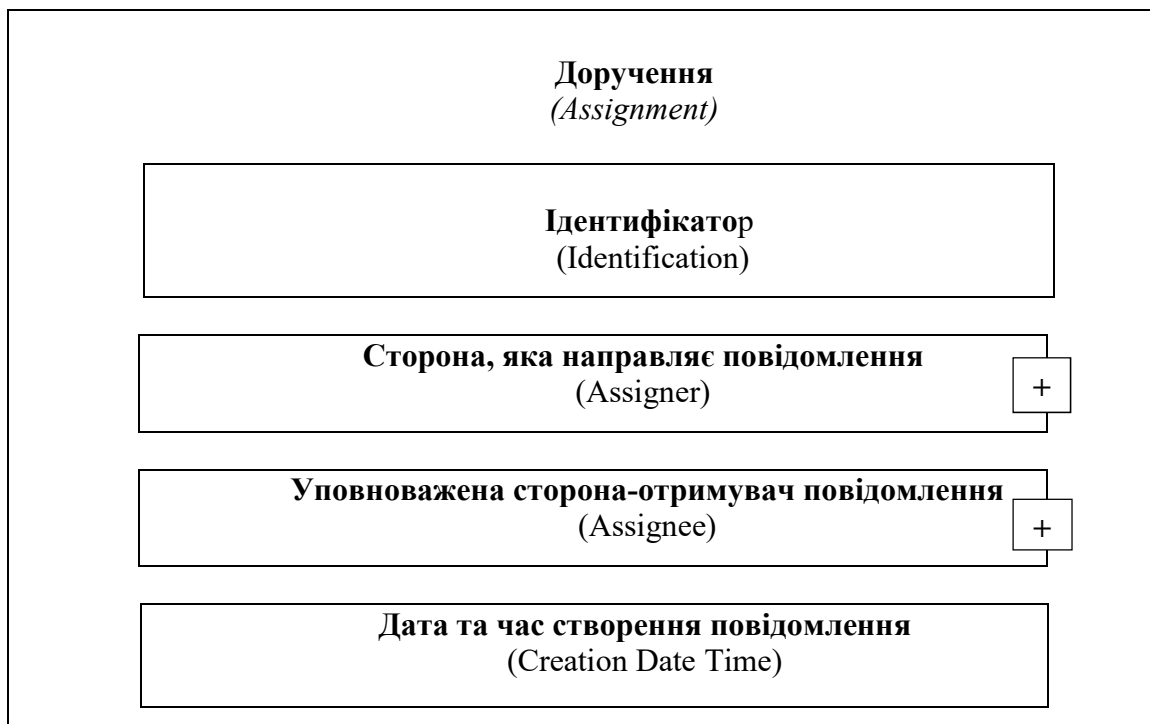 Доручення
(Assignment)
Ідентифікатор
(Identification)
Сторона, яка направляє повідомлення
(Assigner)
+
Уповноважена сторона-отримувач повідомлення
(Assignee)
+
Дата та час створення повідомлення
(Creation Date Time)